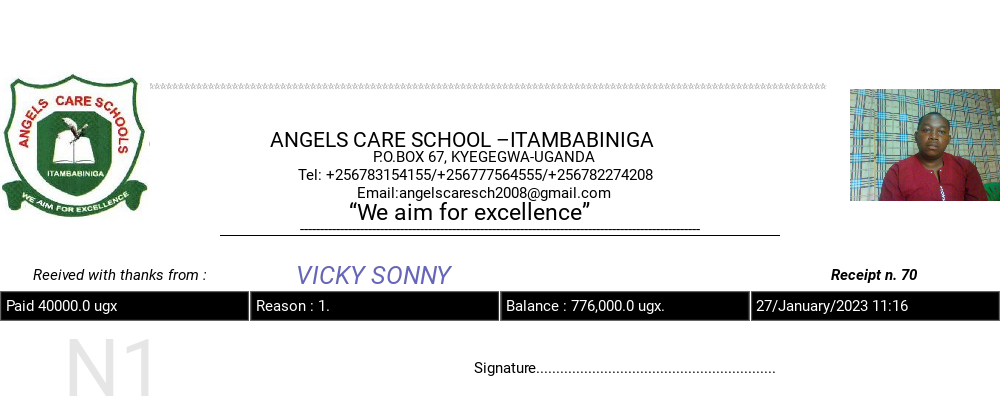 ANGELS CARE SCHOOLS
ITAMBABINIGA
WE AIM FOR EXCELLENCE
ANGELS CARE SCHOOL –ITAMBABINIGA
P.O.BOX 67, KYEGEGWA-UGANDA
Tel: +256783154155/+256777564555/+256782274208
Email:angelscaresch2008@gmail.com
“We aim for excellence”
Reeived with thanks from : VICKY SONNY Receipt n. 70
Paid 40000.0 ugx Reason : 1. Balance : 776,000.0 ugx. 27/January/2023 11:16
N1
Signature............................................................